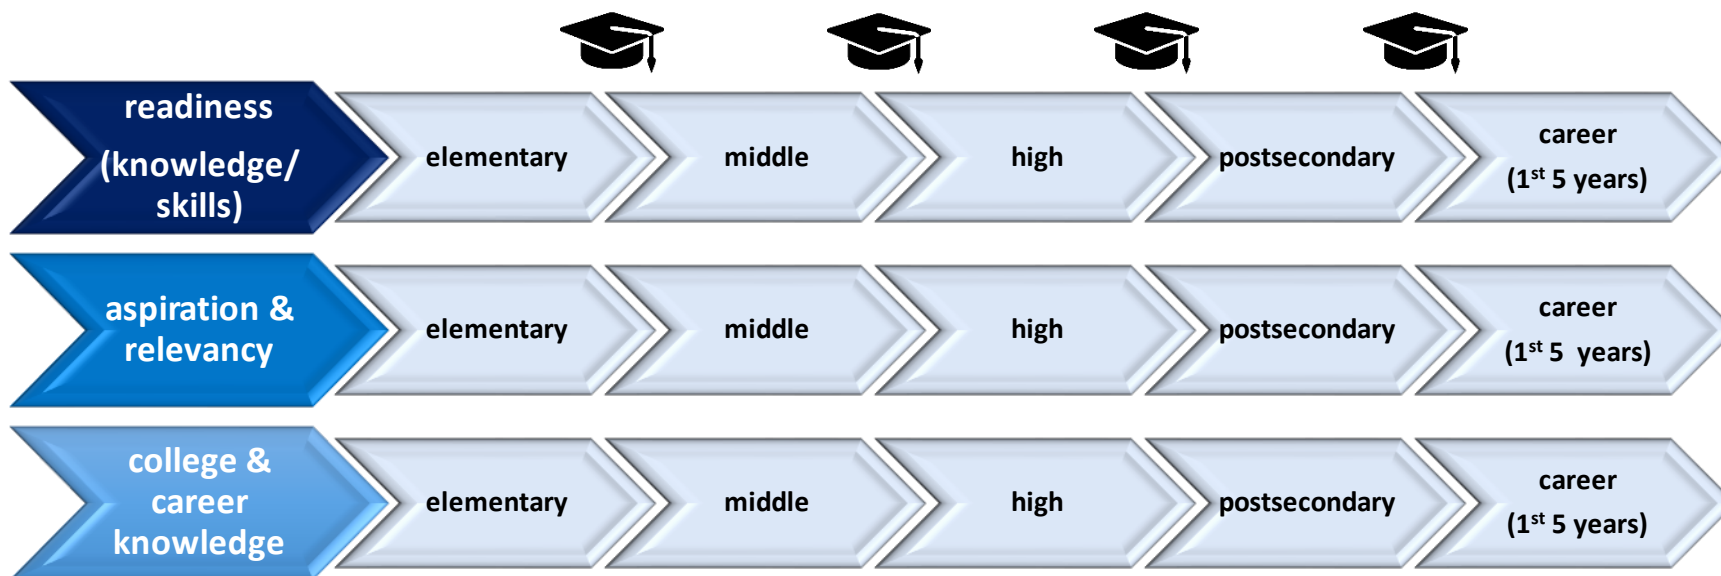 readiness
(knowledge/
skills)
elementary
middle
high
postsecondary
career
(1st 5 years)
aspiration &
relevancy
elementary
middle
high
postsecondary
career
(1st 5  years)
college &
career
knowledge
elementary
middle
high
postsecondary
career
(1st 5 years)